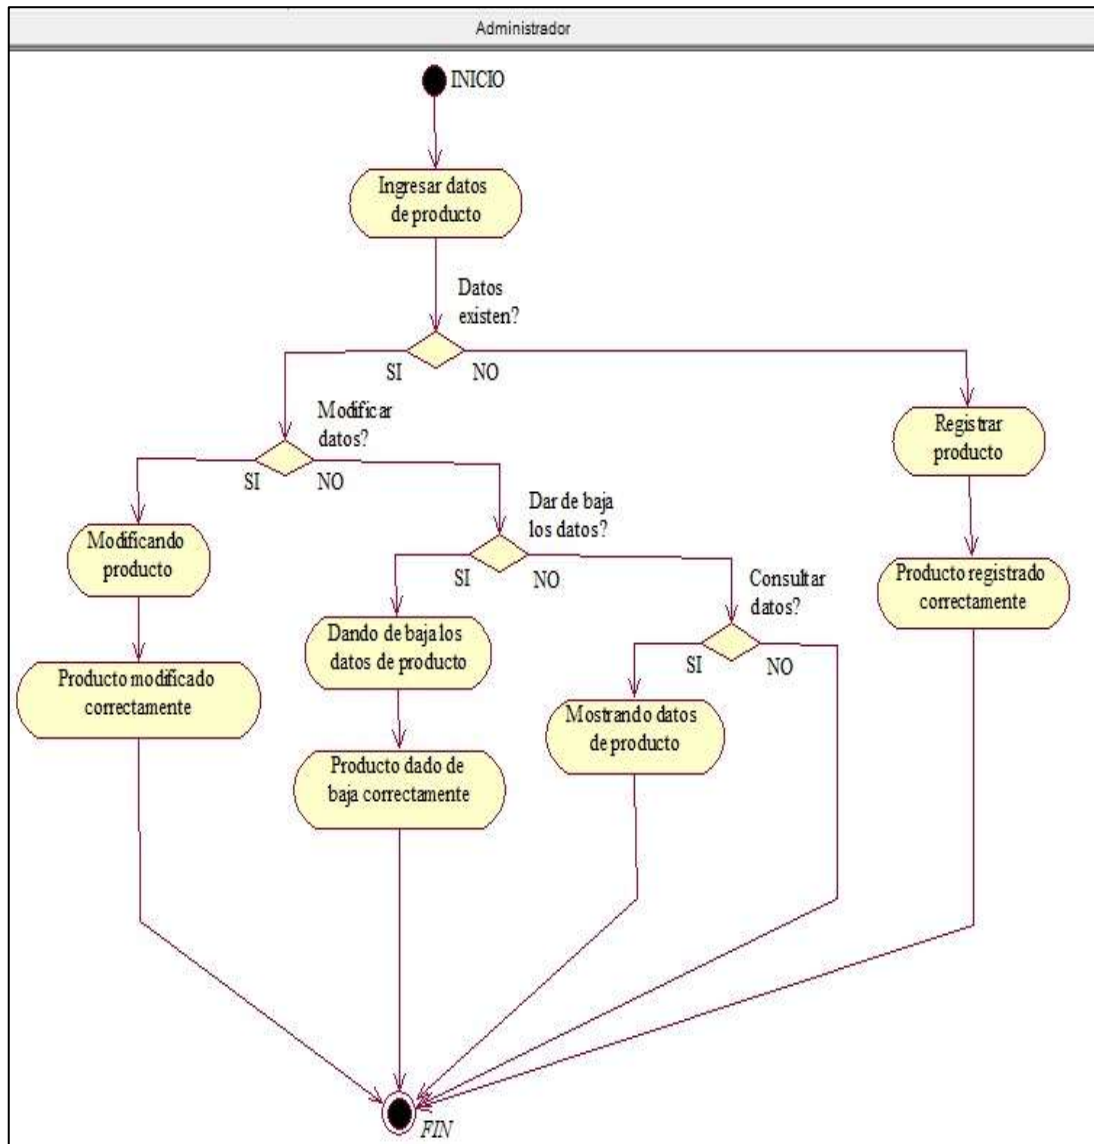 Administrador
INICIO
Ingresar datos
de producto
Datos
existen?
SI
NO
Modificar
datos?
SI
NO
Registrar
producto
Dar de baja
los datos?
SI
NO
Modificando
producto
Producto registrado
correctamente
Consultar
datos?
SI
NO
Dando de baja los
datos de producto
Producto modificado
correctamente
Mostrando datos
de producto
Producto dado de
baja correctamente
FIN